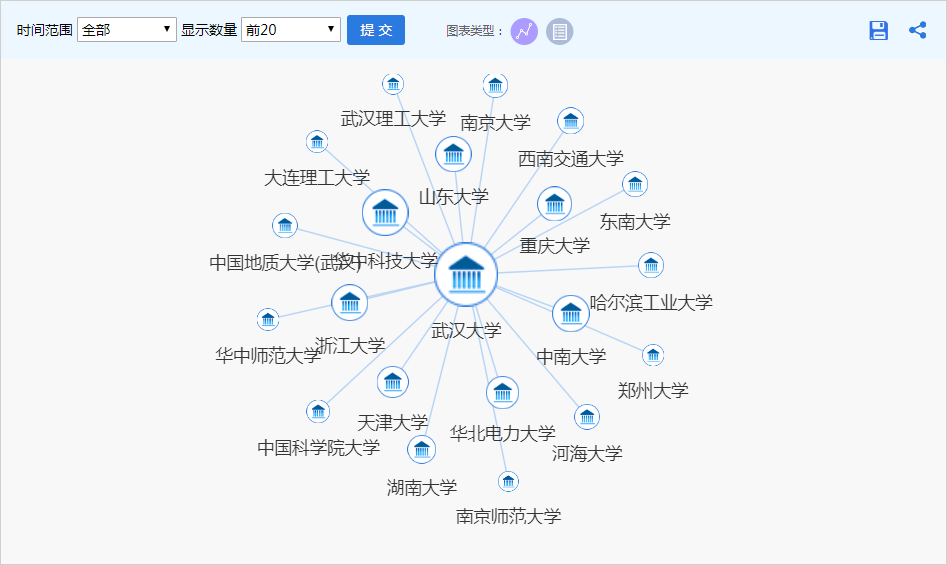 时间范围 全部 显示数量 前20 提 交 图表类型：
武汉理工大学
南京大学
西南交通大学
大连理工大学
山东大学
东南大学
重庆大学
中国地质大学(武汉)
华中科技大学
哈尔滨工业大学
武汉大学
浙江大学
华中师范大学
中南大学
郑州大学
天津大学
华北电力大学
中国科学院大学
河海大学
湖南大学
南京师范大学